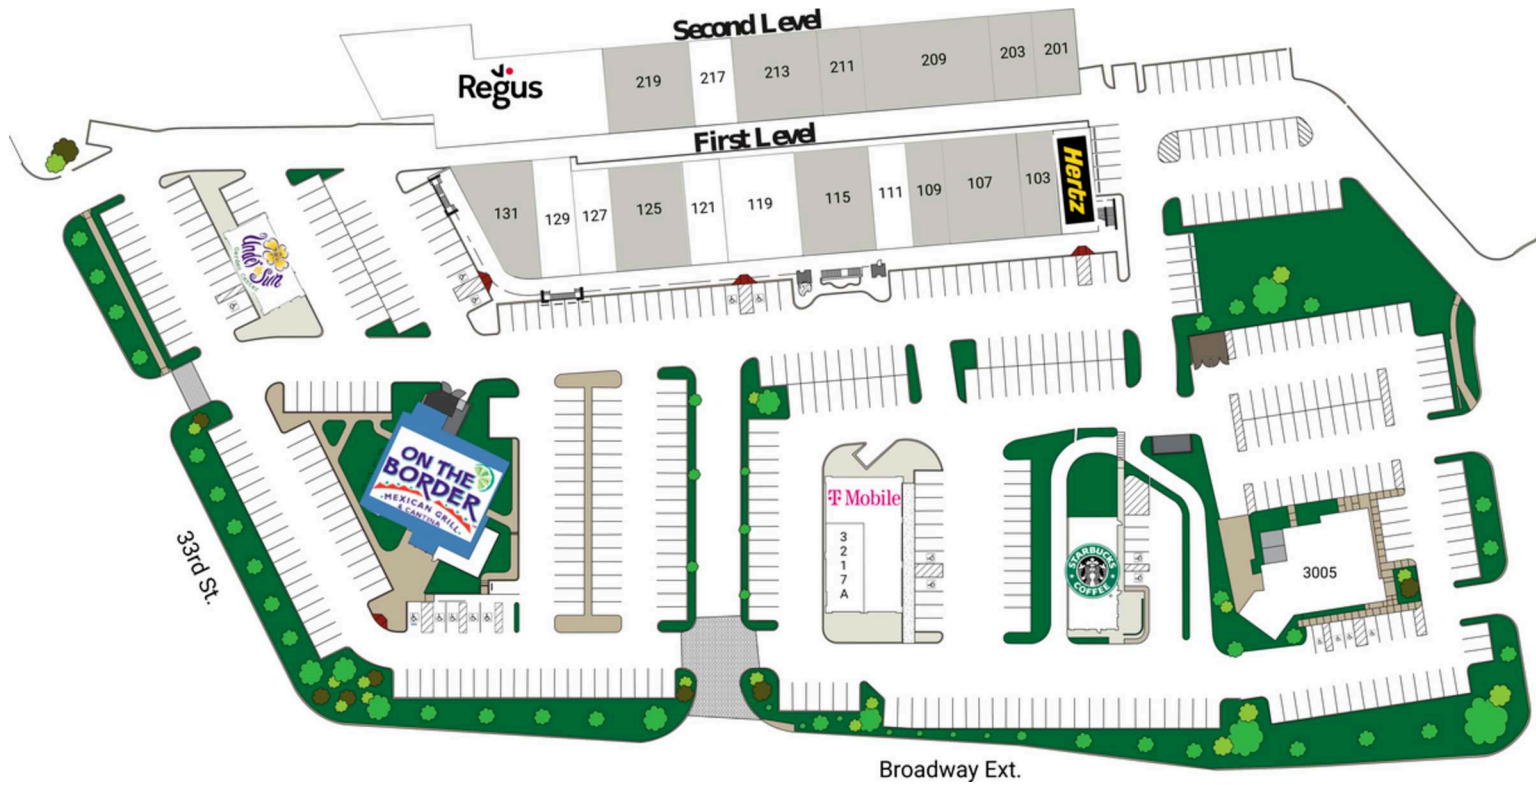 Second Level
Regus
219
217
213
211
209
203
201
First Level
131
129
127
125
121
119
115
111
109
107
103
Hertz
Under
Sun
ON THE
BORDER
MEXICAN GRILL
& CANTINA
T Mobile
3
2
1
7
A
STARBUCKS
COFFEE
3005
33rd St.
Broadway Ext.